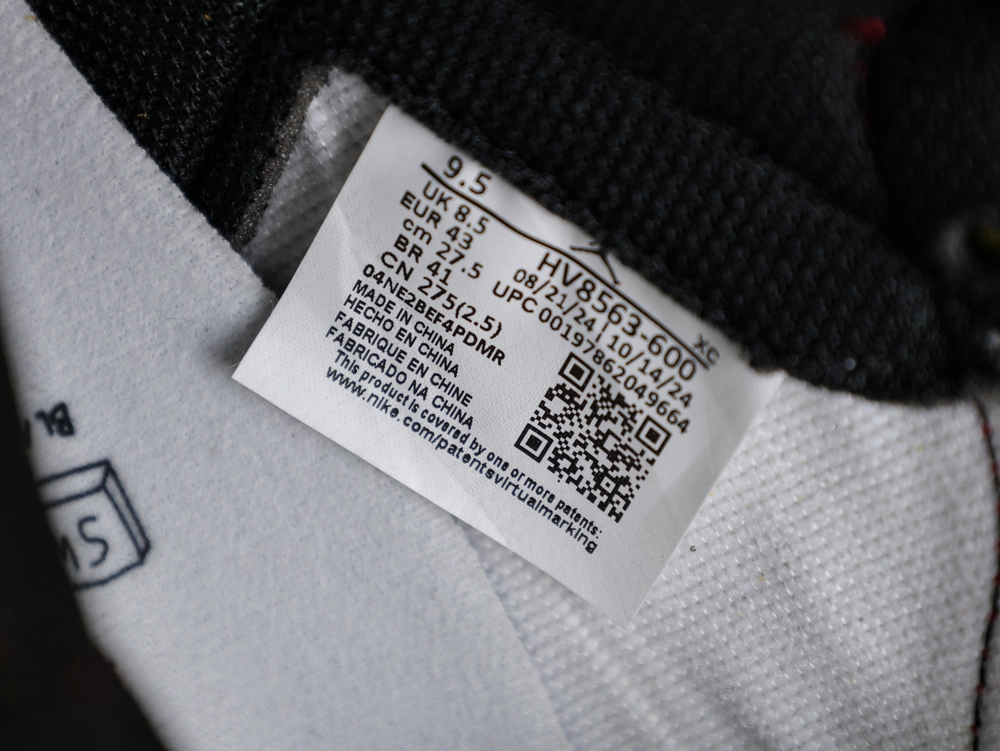 9.5
UK 8.5
EUR 43
cm 27.5
BR 41
CN 275(2.5)
04NE2BEF4PDMR
MADE IN CHINA
HECHO EN CHINA
FABRIQUE EN CHINE
FABRICADO NA CHINA
This product is covered by one or more patents:
www.nike.com/patentsvirtualmarking
XC
HV8563-600
08/21/24 | 10/14/24
UPC 00197862049664